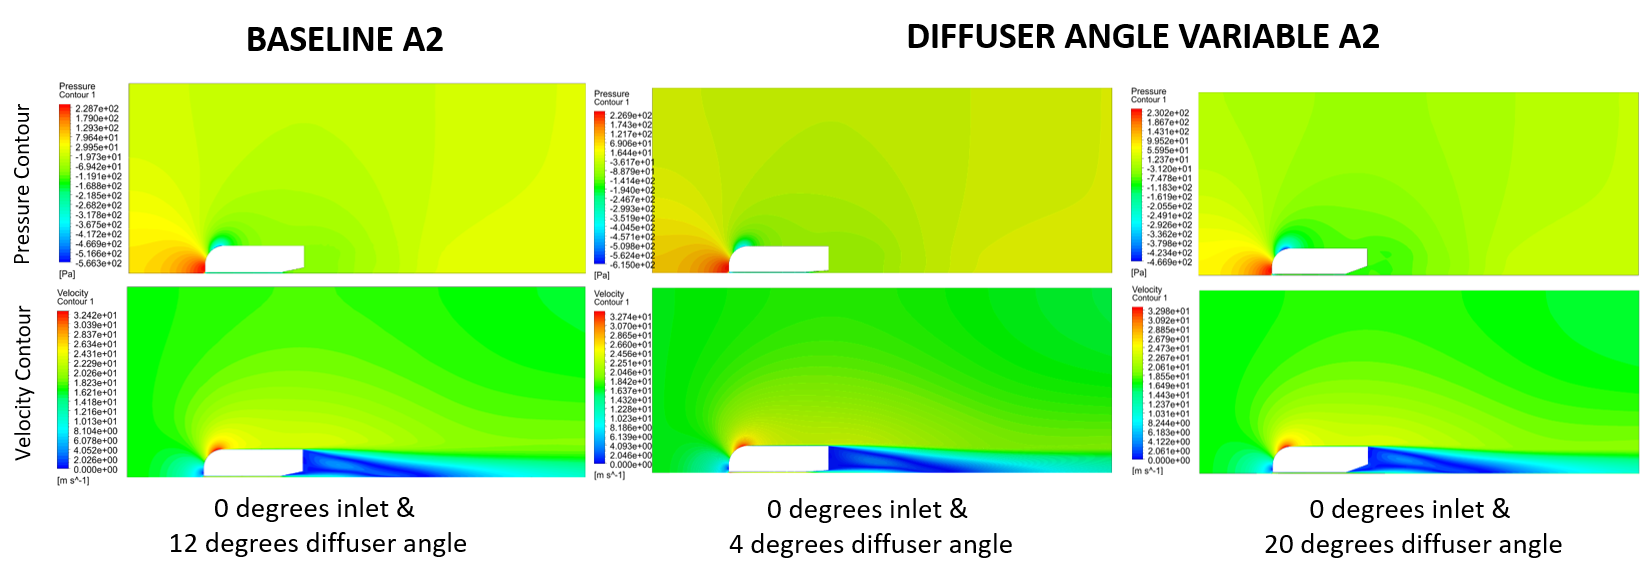 BASELINE A2
DIFFUSER ANGLE VARIABLE A2
Pressure Contour
Pressure
Contour 1
2.287e+02
1.790e+02
1.293e+02
7.964e+01
2.995e+01
-1.973e+01
-6.942e+01
-1.191e+02
-1.688e+02
-2.185e+02
-2.682e+02
-3.178e+02
-3.675e+02
-4.172e+02
-4.669e+02
-5.166e+02
-5.663e+02
[Pa]
Pressure
Contour 1
2.269e+02
1.743e+02
1.217e+02
6.906e+01
1.644e+01
-3.617e+01
-8.879e+01
-1.414e+02
-1.940e+02
-2.467e+02
-2.993e+02
-3.519e+02
-4.045e+02
-4.571e+02
-5.098e+02
-5.624e+02
-6.150e+02
[Pa]
Pressure
Contour 1
2.302e+02
1.867e+02
1.431e+02
9.952e+01
5.595e+01
1.237e+01
-3.120e+01
-7.478e+01
-1.183e+02
-1.619e+02
-2.055e+02
-2.491e+02
-2.926e+02
-3.362e+02
-3.798e+02
-4.234e+02
-4.669e+02
[Pa]
Velocity Contour
Velocity
Contour 1
3.242e+01
3.039e+01
2.837e+01
2.634e+01
2.431e+01
2.229e+01
2.026e+01
1.823e+01
1.621e+01
1.418e+01
1.216e+01
1.013e+01
8.104e+00
6.078e+00
4.052e+00
2.026e+00
0.000e+00
[m s^-1]
Velocity
Contour 1
3.274e+01
3.070e+01
2.865e+01
2.660e+01
2.456e+01
2.251e+01
2.046e+01
1.842e+01
1.637e+01
1.432e+01
1.228e+01
1.023e+01
8.186e+00
6.139e+00
4.093e+00
2.046e+00
0.000e+00
[m s^-1]
Velocity
Contour 1
3.298e+01
3.092e+01
2.885e+01
2.679e+01
2.473e+01
2.267e+01
2.061e+01
1.855e+01
1.649e+01
1.443e+01
1.237e+01
1.031e+01
8.244e+00
6.183e+00
4.122e+00
2.061e+00
0.000e+00
[m s^-1]
0 degrees inlet &
12 degrees diffuser angle
0 degrees inlet &
4 degrees diffuser angle
0 degrees inlet &
20 degrees diffuser angle